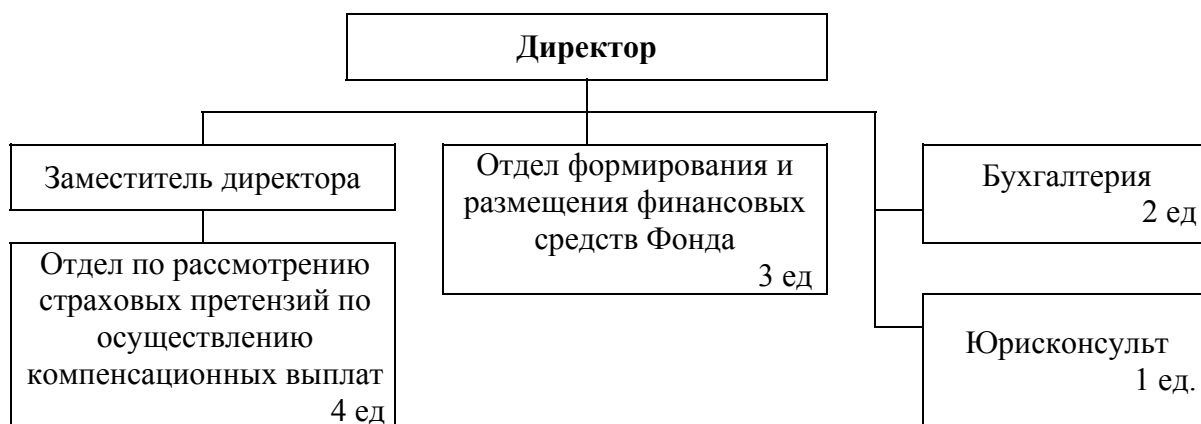 Директор
Заместитель директора
Отдел формирования и
размещения финансовых
средств Фонда
3 ед
Бухгалтерия
2 ед
Отдел по рассмотрению
страховых претензий по
осуществлению
компенсационных выплат
4 ед
Юрисконсульт
1 ед.